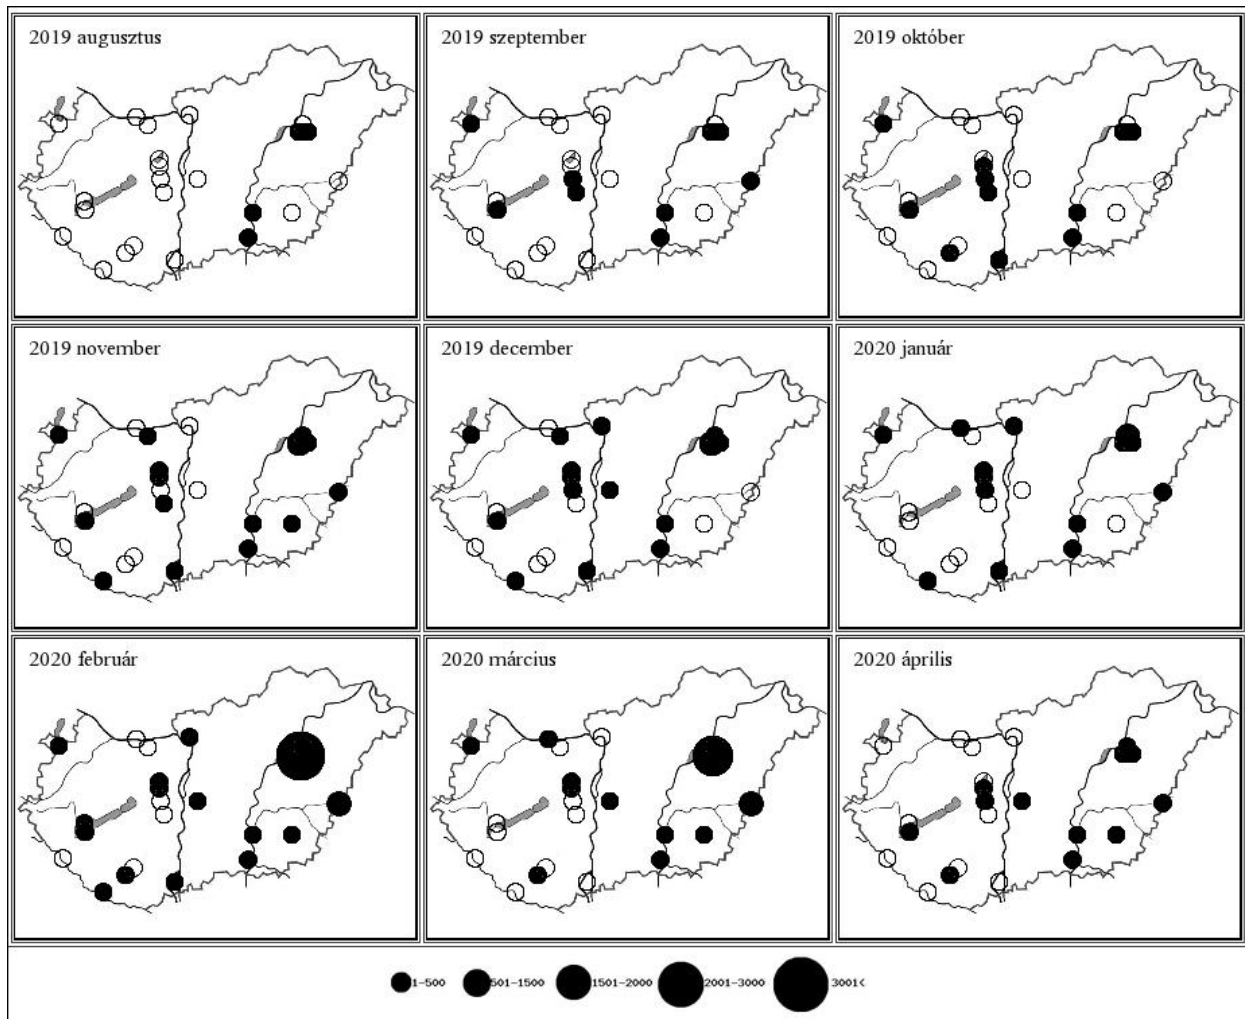 2019 augusztus
2019 szeptember
2019 október
2019 november
2019 december
2020 január
2020 február
2020 március
2020 április
1-500 501-1500 1501-2000 2001-3000 3001<